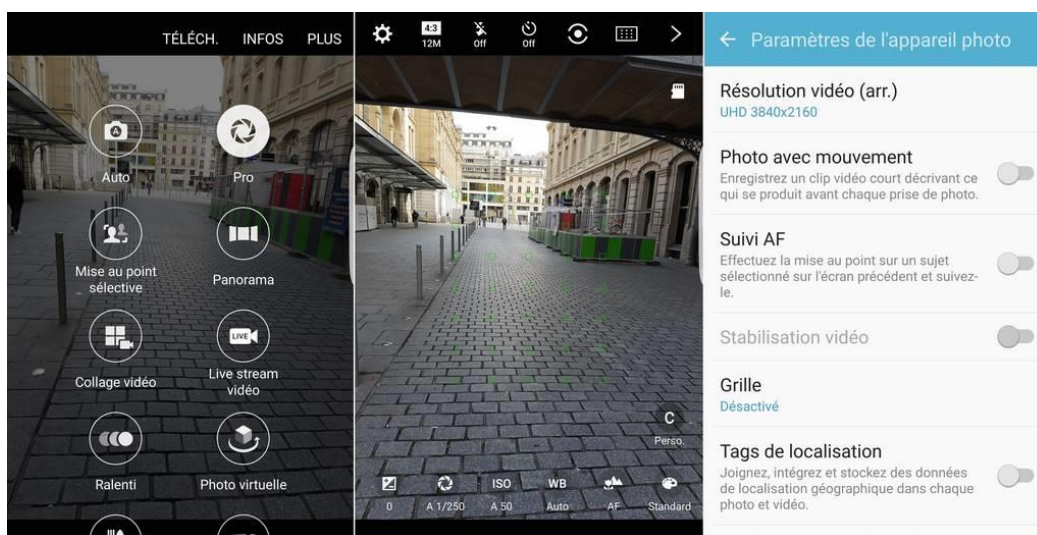 TÉLÉCH. INFOS PLUS
Auto
Pro
Mise au point
sélective
Panorama
Collage vidéo
LIVE
Live stream
vidéo
Ralenti
Photo virtuelle
4:3
12M
Off
Off
C
Perso.
ISO WB
0 A 1/250 A 50 Auto AF Standard
Paramètres de l'appareil photo
Résolution vidéo (arr.)
UHD 3840x2160
Photo avec mouvement
Enregistrez un clip vidéo court décrivant ce
qui se produit avant chaque prise de photo.
Suivi AF
Effectuez la mise au point sur un sujet
sélectionné sur l'écran précédent et suivez-
le.
Stabilisation vidéo
Grille
Désactivé
Tags de localisation
Joignez, intégrez et stockez des données
de localisation géographique dans chaque
photo et vidéo.